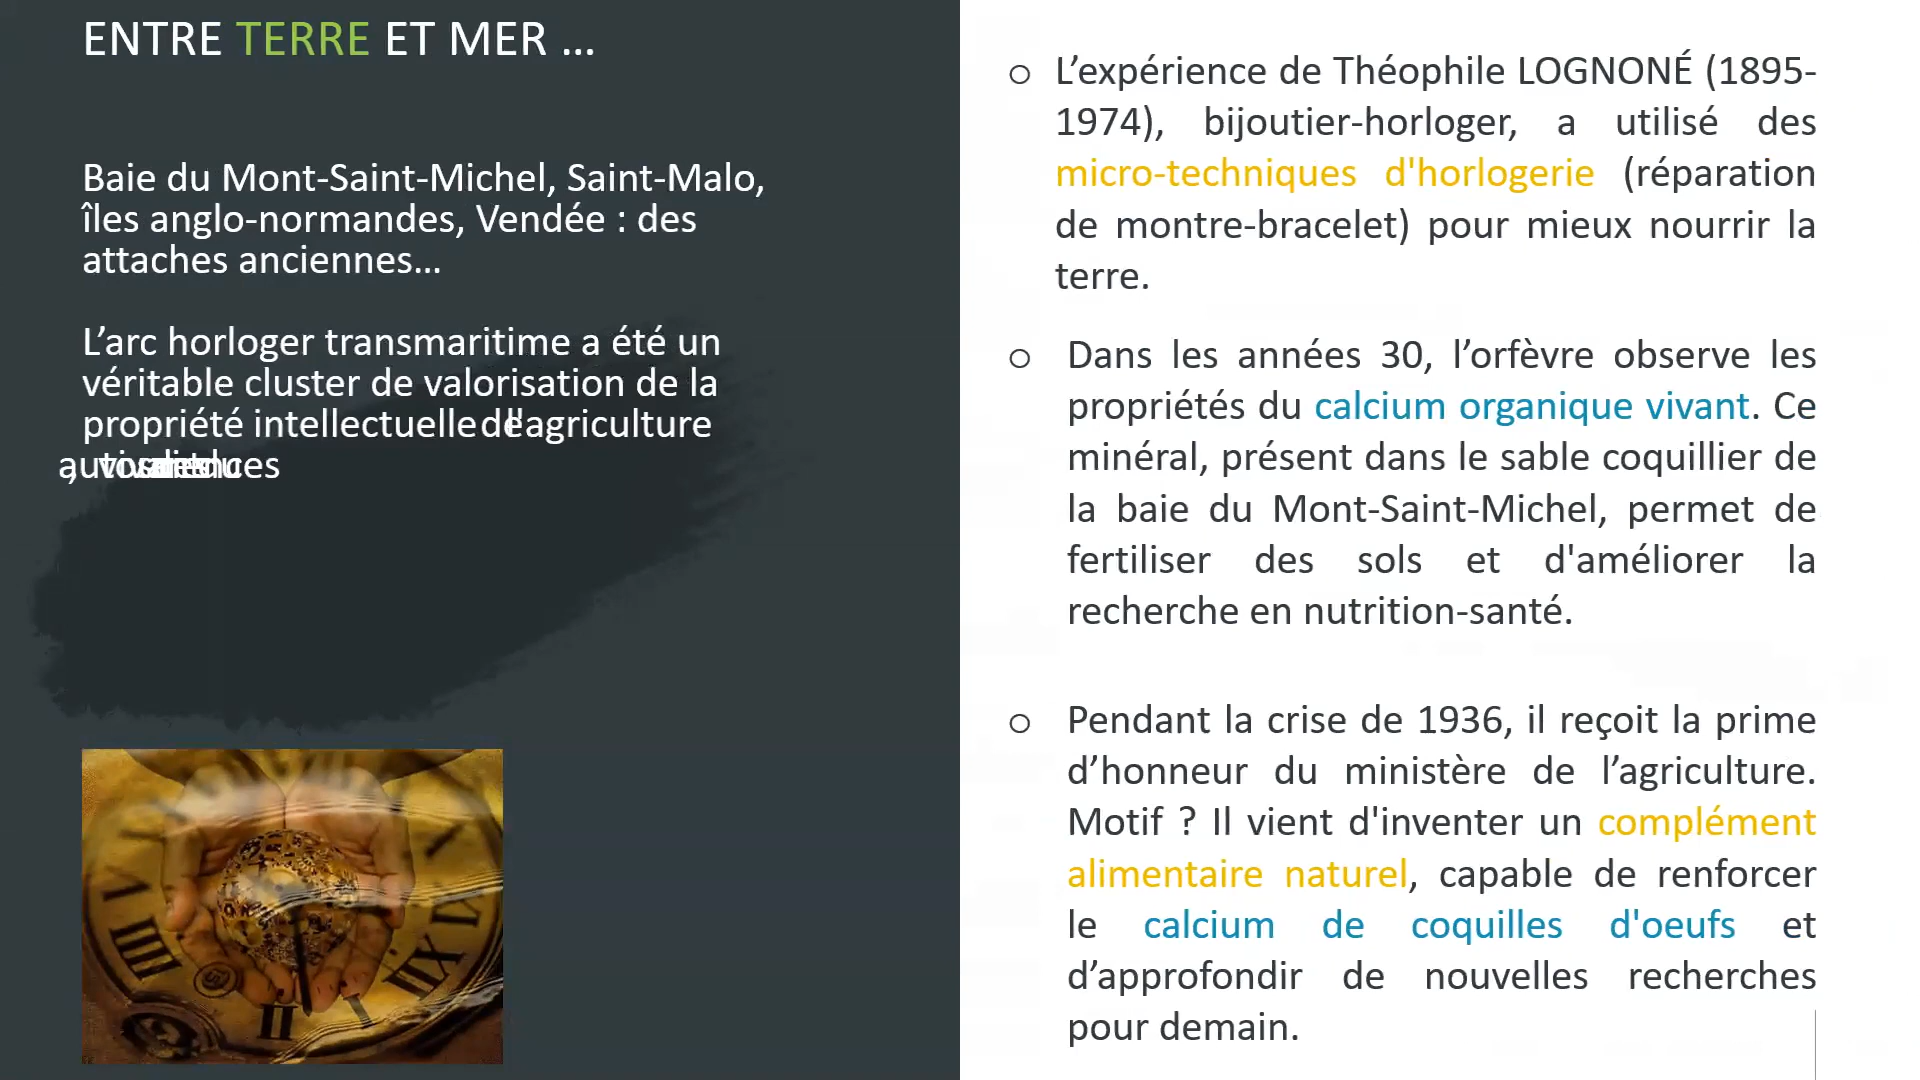 ENTRE TERRE ET MER ...
Baie du Mont-Saint-Michel, Saint-Malo,
îles anglo-normandes, Vendée : des
attaches anciennes...
L’arc horloger transmaritime a été un
véritable cluster de valorisation de la
propriété intellectuelle de l'agriculture
○ L’expérience de Théophile LOGNONÉ (1895-
1974), bijoutier-horloger, a utilisé des
micro-techniques d'horlogerie (réparation
de montre-bracelet) pour mieux nourrir la
terre.
○ Dans les années 30, l’orfèvre observe les
propriétés du calcium organique vivant. Ce
minéral, présent dans le sable coquillier de
la baie du Mont-Saint-Michel, permet de
fertiliser des sols et d'améliorer la
recherche en nutrition-santé.
○ Pendant la crise de 1936, il reçoit la prime
d’honneur du ministère de l’agriculture.
Motif ? Il vient d'inventer un complément
alimentaire naturel, capable de renforcer
le calcium de coquilles d'oeufs et
d’approfondir de nouvelles recherches
pour demain.